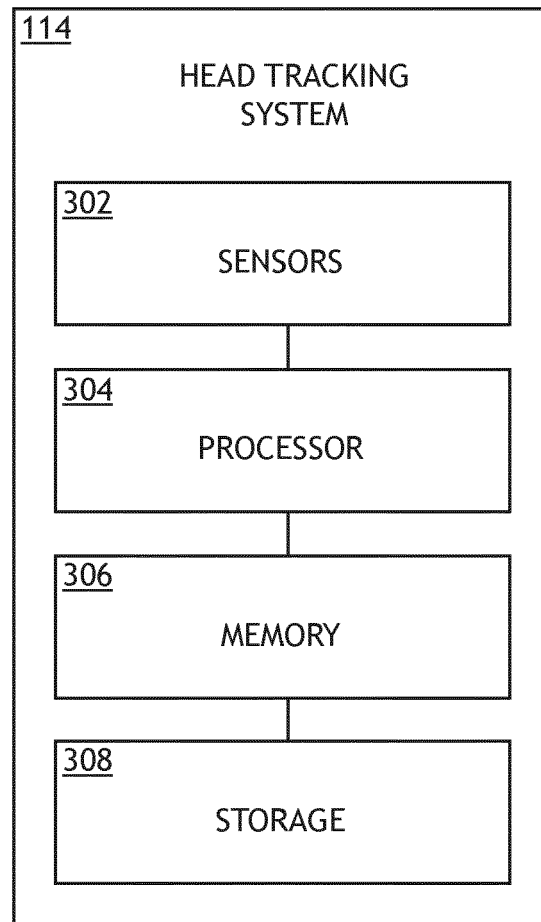 114
HEAD TRACKING
SYSTEM
302
SENSORS
304
PROCESSOR
306
MEMORY
308
STORAGE